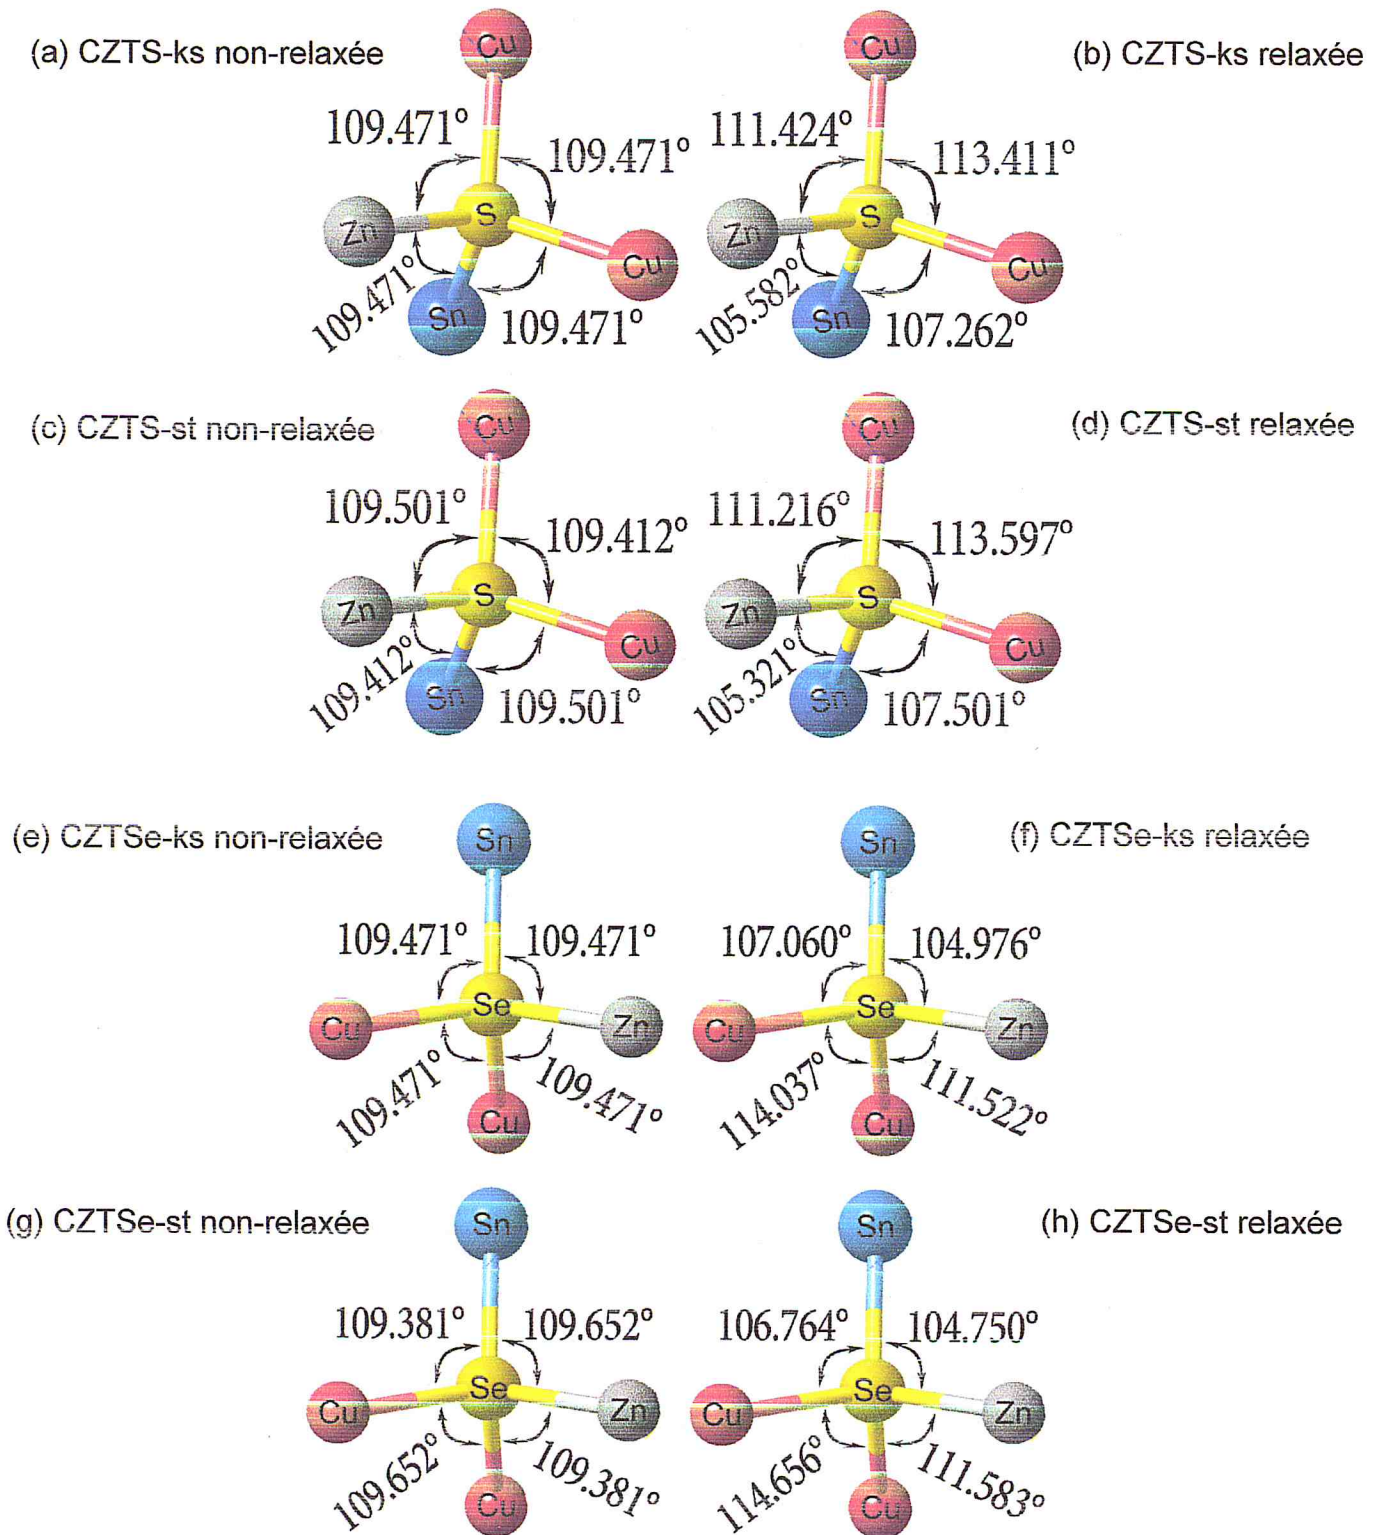 (a) CZTS-ks non-relaxée
Cu
109.471°
109.471°
Zn
S
Cu
109.471°
Sn
109.471°
(b) CZTS-ks relaxée
Cu
111.424°
113.411°
Zn
S
Cu
105.582°
Sn
107.262°
(c) CZTS-st non-relaxée
Cu
109.501°
109.412°
Zn
S
Cu
109.412°
Sn
109.501°
(d) CZTS-st relaxée
Cu
111.216°
113.597°
Zn
S
Cu
105.321°
Sn
107.501°
(e) CZTSe-ks non-relaxée
Sn
109.471°
109.471°
Cu
Se
Zn
109.471°
Cu
109.471°
(f) CZTSe-ks relaxée
Sn
107.060°
104.976°
Cu
Se
Zn
114.037°
Cu
111.522°
(g) CZTSe-st non-relaxée
Sn
109.381°
109.652°
Cu
Se
Zn
109.652°
Cu
109.381°
(h) CZTSe-st relaxée
Sn
106.764°
104.750°
Cu
Se
Zn
114.656°
Cu
111.583°